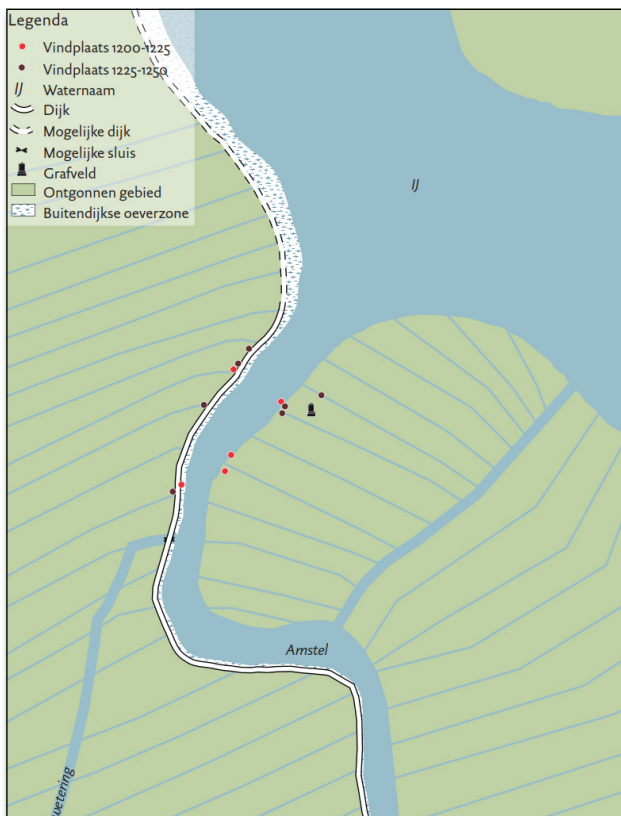 Legenda
Vindplaats 1200-1225
Vindplaats 1225-1250
IJ Waternaam
Dijk
Mogelijke dijk
Mogelijke sluis
Grafveld
Ontgonnen gebied
Buitendijkse oeverzone
IJ
Amstel
wetering